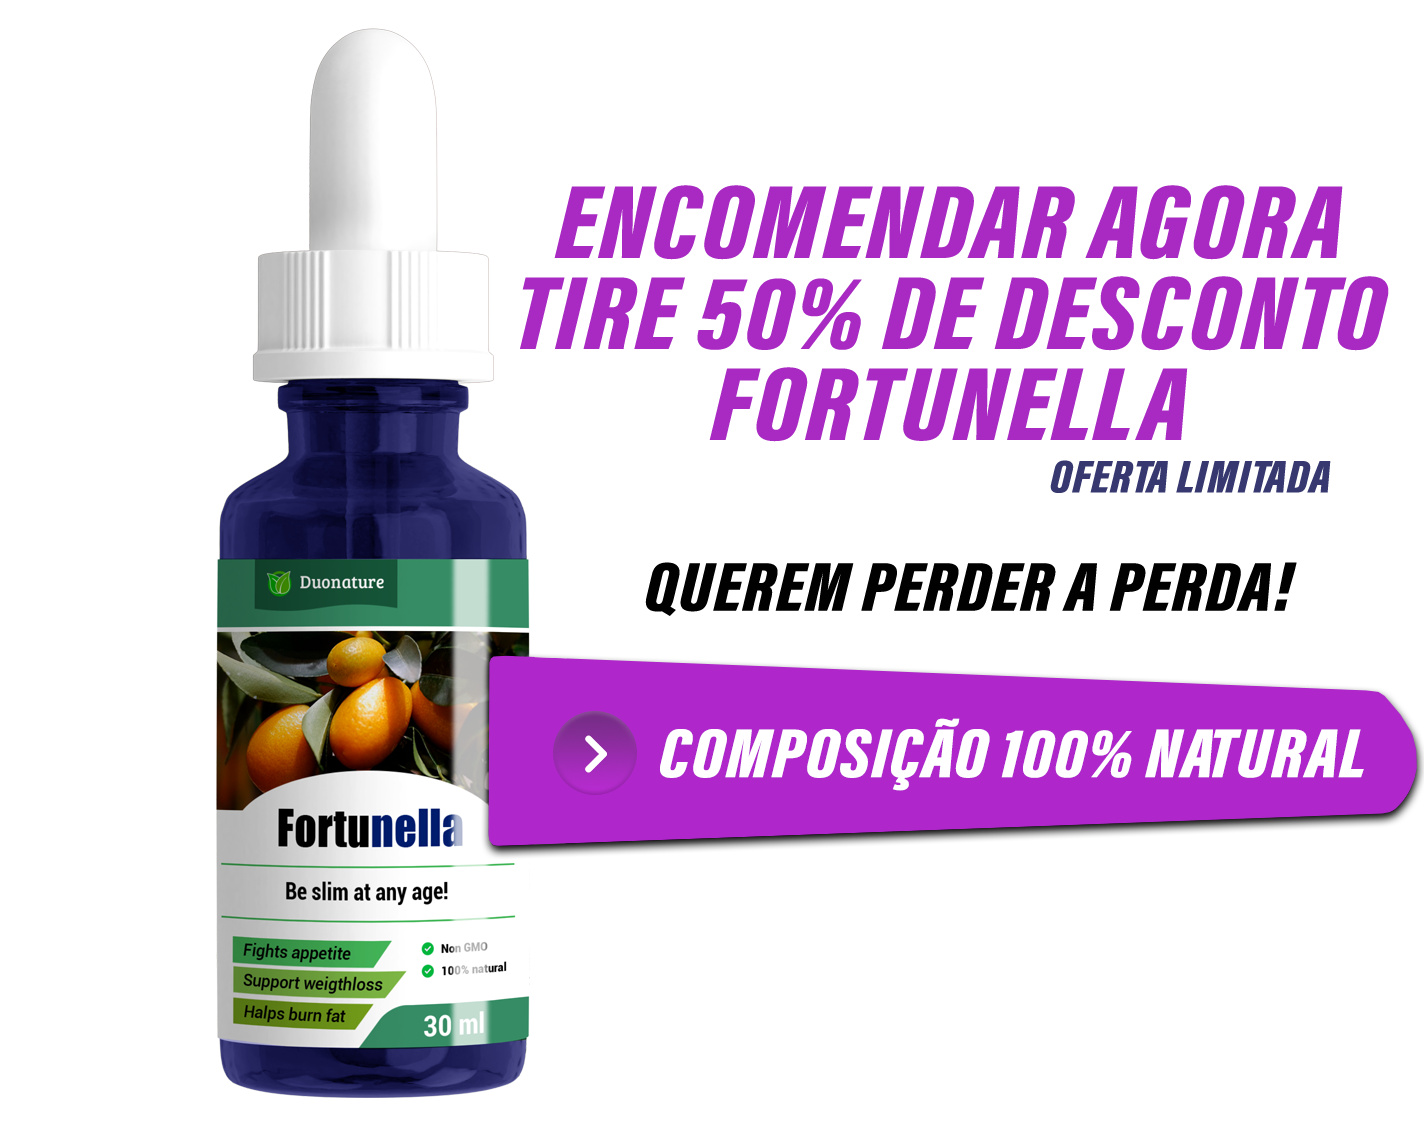 ENCOMENDAR AGORA
TIRE 50% DE DESCONTO
FORTUNELLA
OFERTA LIMITADA
QUEREM PERDER A PERDA!
COMPOSIÇÃO 100% NATURAL
Duonature
Fortunella
Be slim at any age!
Fights appetite
Support weigthloss
Halps burn fat
Non GMO
100% natural
30 ml